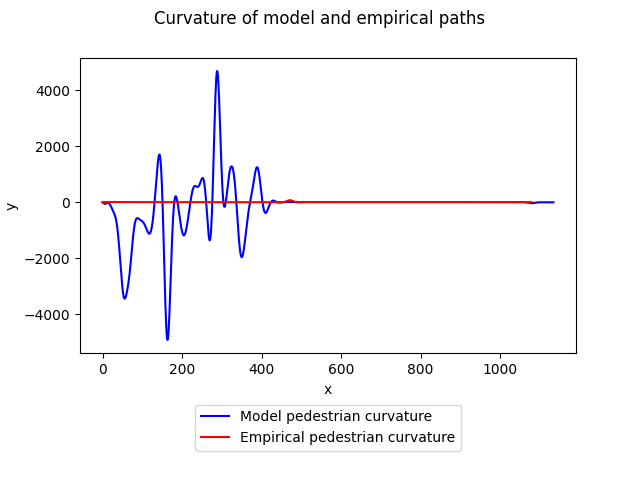 Curvature of model and empirical paths
4000
2000
0
−2000
−4000
y
0 200 400 600 800 1000
x
Model pedestrian curvature
Empirical pedestrian curvature